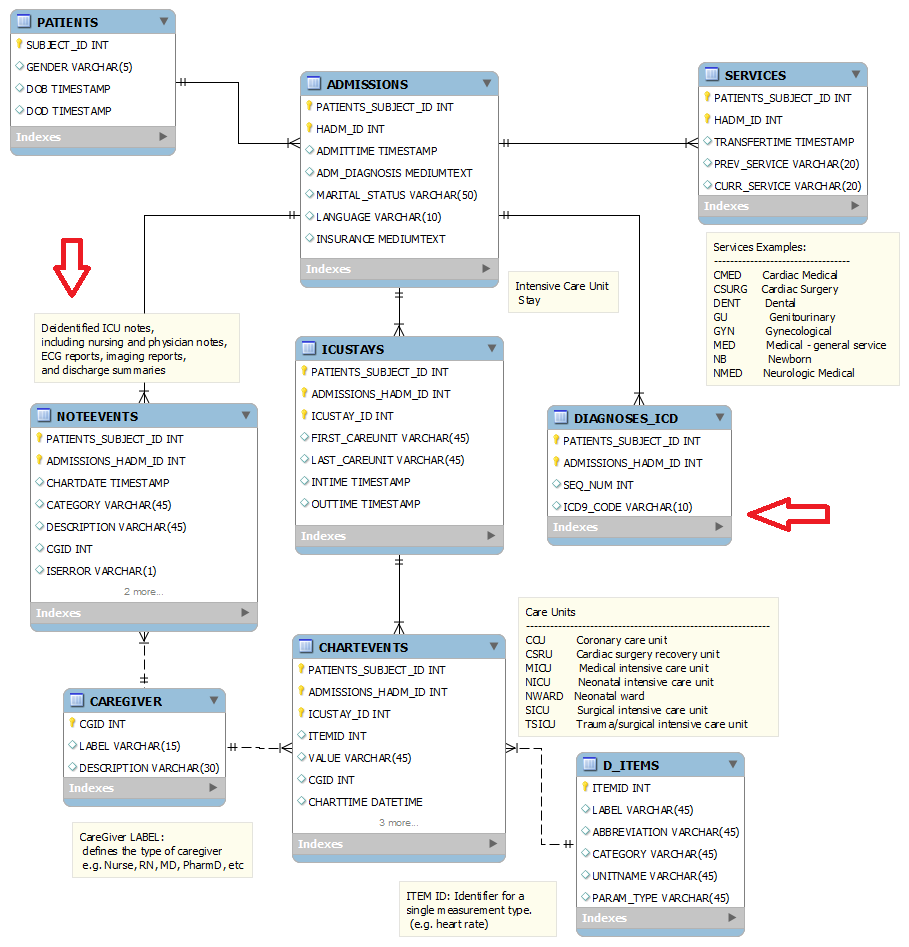 PATIENTS
SUBJECT_ID INT
GENDER VARCHAR(5)
DOB TIMESTAMP
DOD TIMESTAMP
Indexes
ADMISSIONS
PATIENTS_SUBJECT_ID INT
HADM_ID INT
ADMITTIME TIMESTAMP
ADM_DIAGNOSIS MEDIUMTEXT
MARITAL_STATUS VARCHAR(50)
LANGUAGE VARCHAR(10)
INSURANCE MEDIUMTEXT
Indexes
SERVICES
PATIENTS_SUBJECT_ID INT
HADM_ID INT
TRANSFERTIME TIMESTAMP
PREV_SERVICE VARCHAR(20)
CURR_SERVICE VARCHAR(20)
Indexes
Services Examples:
----------------------------------
CMED Cardiac Medical
CSURG Cardiac Surgery
DENT Dental
GU Genitourinary
GYN Gynecological
MED Medical - general service
NB Newborn
NMED Neurologic Medical
Intensive Care Unit
Stay
Deidentified ICU notes,
including nursing and physician notes,
ECG reports, imaging reports,
and discharge summaries
NOTEEVENTS
PATIENTS_SUBJECT_ID INT
ADMISSIONS_HADM_ID INT
CHARTDATE TIMESTAMP
CATEGORY VARCHAR(45)
DESCRIPTION VARCHAR(45)
CGID INT
ISERROR VARCHAR(1)
2 more...
Indexes
ICUSTAYS
PATIENTS_SUBJECT_ID INT
ADMISSIONS_HADM_ID INT
ICUSTAY_ID INT
FIRST_CAREUNIT VARCHAR(45)
LAST_CAREUNIT VARCHAR(45)
INTIME TIMESTAMP
OUTTIME TIMESTAMP
Indexes
DIAGNOSES_ICD
PATIENTS_SUBJECT_ID INT
ADMISSIONS_HADM_ID INT
SEQ_NUM INT
ICD9_CODE VARCHAR(10)
Indexes
Care Units
-------------------------------------------------------------
CCU Coronary care unit
CSRU Cardiac surgery recovery unit
MICU Medical intensive care unit
NICU Neonatal intensive care unit
NWARD Neonatal ward
SICU Surgical intensive care unit
TSICU Trauma/surgical intensive care unit
CAREGIVER
CGID INT
LABEL VARCHAR(15)
DESCRIPTION VARCHAR(30)
Indexes
CareGiver LABEL:
defines the type of caregiver
e.g. Nurse, RN, MD, PharmD, etc
CHARTEVENTS
PATIENTS_SUBJECT_ID INT
ADMISSIONS_HADM_ID INT
ICUSTAY_ID INT
ITEMID INT
VALUE VARCHAR(45)
CGID INT
CHARTTIME DATETIME
3 more...
Indexes
D_ITEMS
ITEMID INT
LABEL VARCHAR(45)
ABBREVIATION VARCHAR(45)
CATEGORY VARCHAR(45)
UNITNAME VARCHAR(45)
PARAM_TYPE VARCHAR(45)
Indexes
ITEM ID: Identifier for a
single measurement type.
(e.g. heart rate)